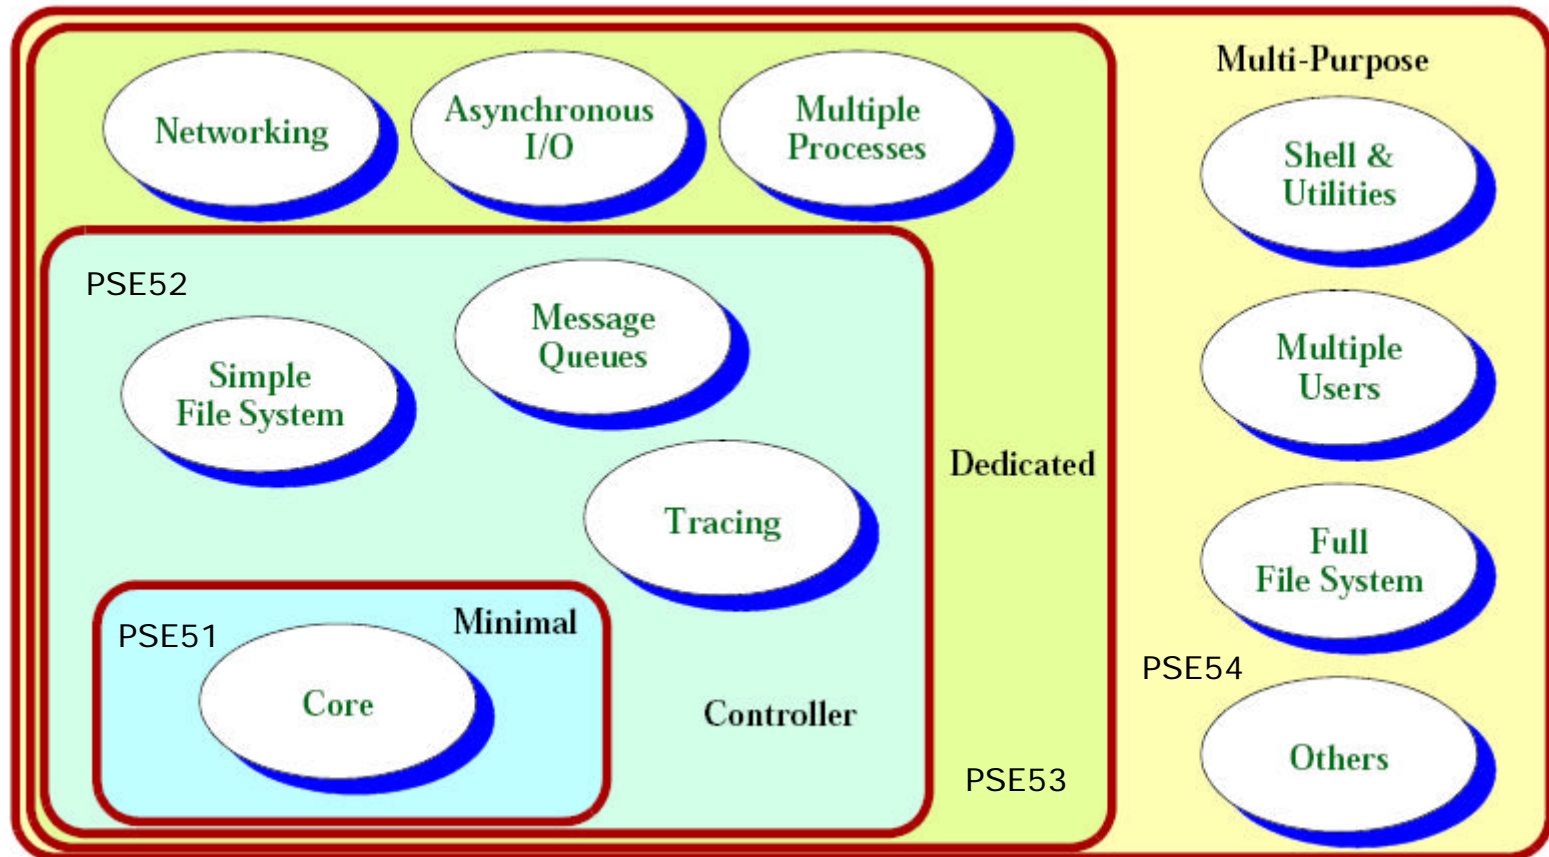 Multi-Purpose
Networking
Asynchronous
I/O
Multiple
Processes
Shell &
Utilities
PSE52
Message
Queues
Simple
File System
Multiple
Users
Dedicated
Tracing
Full
File System
PSE51
Minimal
Core
Controller
PSE54
PSE53
Others